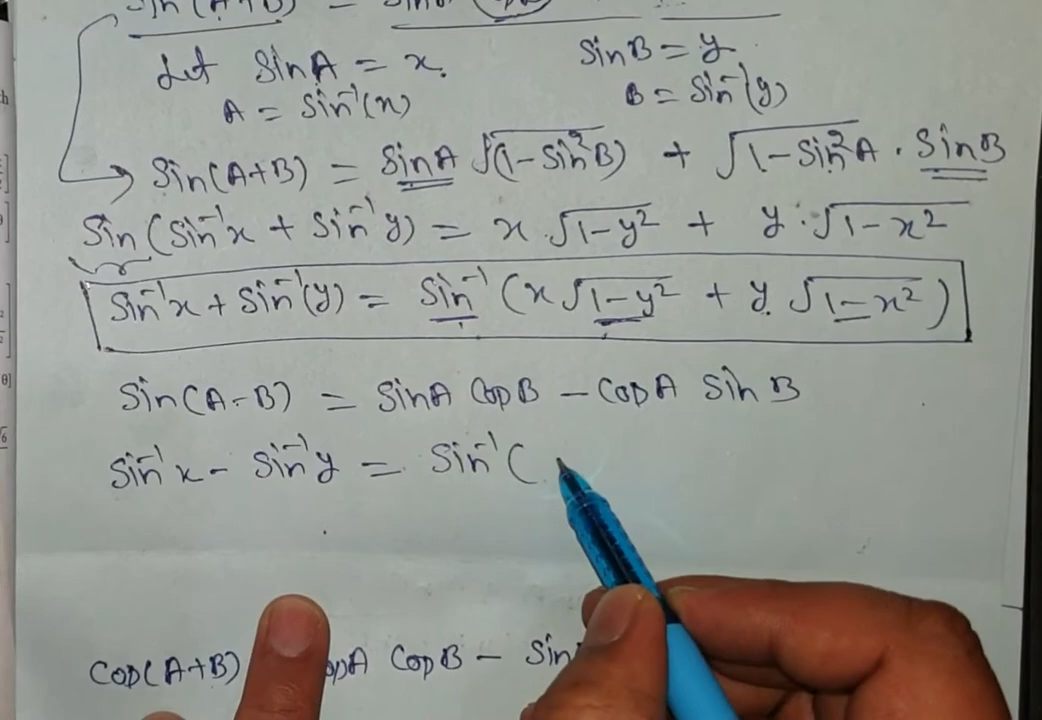 Sin(A+B) =
Let SinA = x. SinB = y.
A = Sin⁻¹(x) B = Sin⁻¹(y)
Sin(A+B) = SinA √(1-Sin²B) + √1-Sin²A . SinB
Sin(Sin⁻¹x + Sin⁻¹y) = x.√1-y² + y.√1-x²
Sin⁻¹x + Sin⁻¹(y) = Sin⁻¹(x√1-y² + y√1-x²)
Sin(A-B) = SinA CosB - CosA SinB
Sin⁻¹x - Sin⁻¹y = Sin⁻¹(
Cos(A+B) CosB - Sin